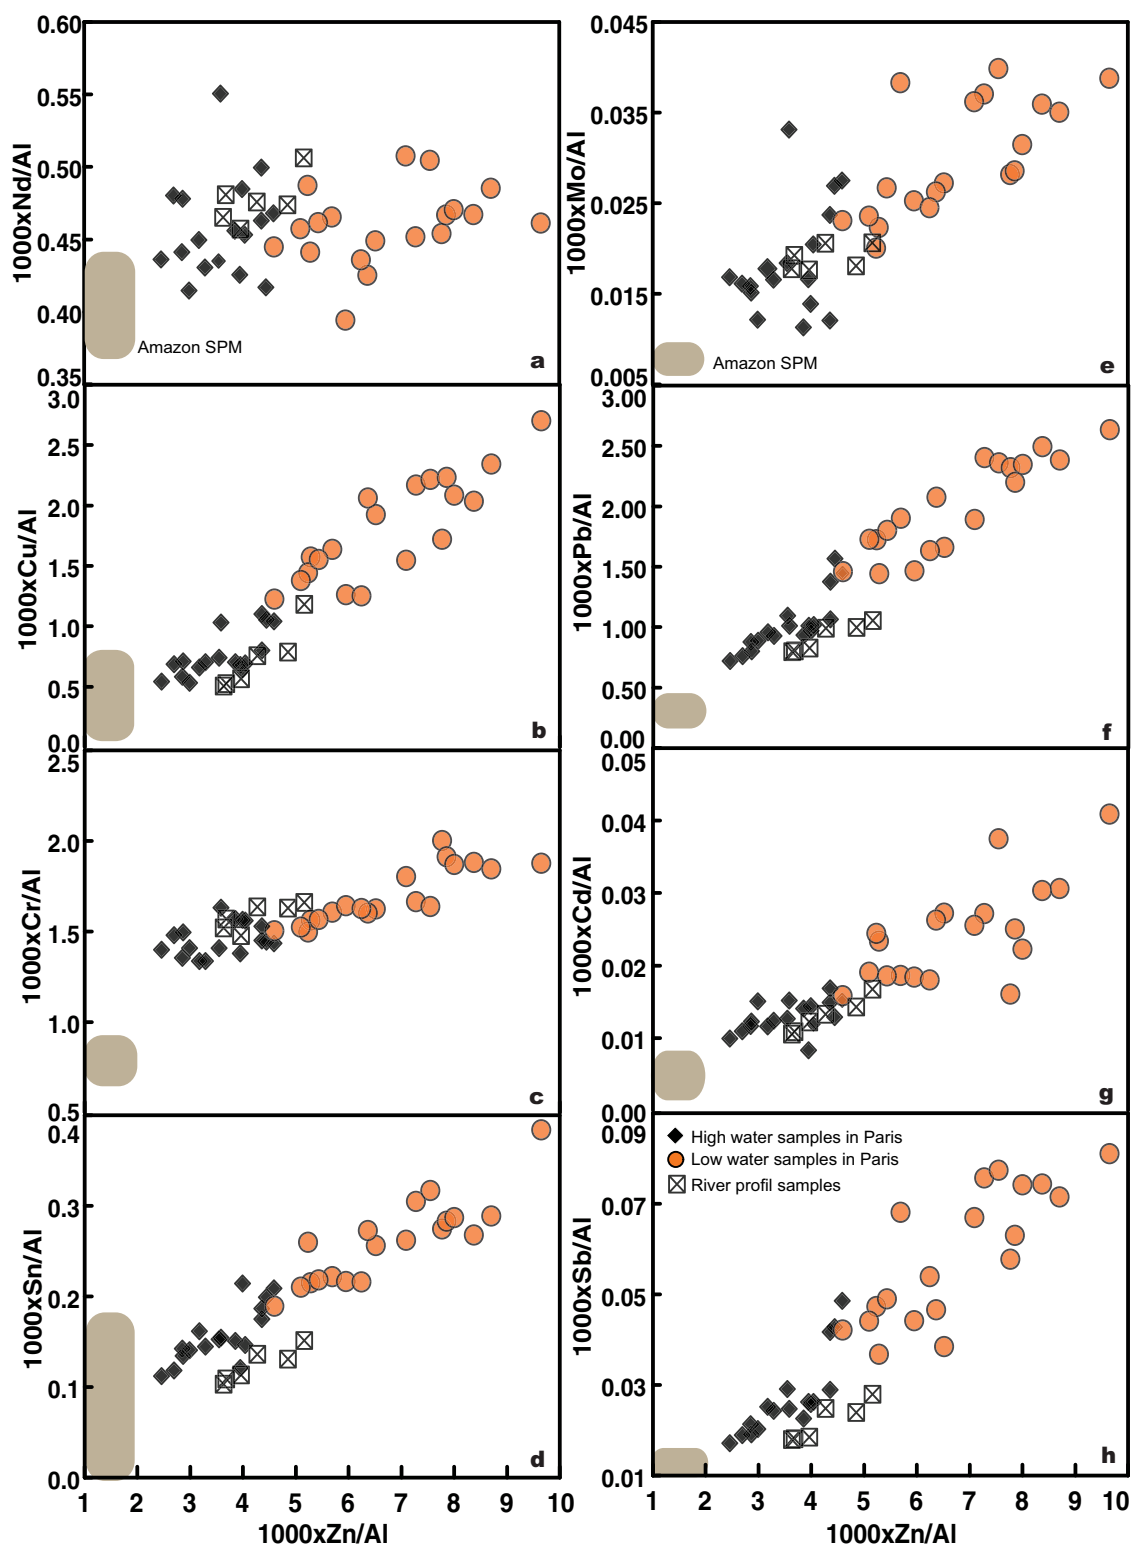 0.60
0.55
0.50
0.45
0.40
0.35
1000xNd/Al
Amazon SPM
a
3.0
2.5
2.0
1.5
1.0
0.5
0.0
1000xCu/Al
b
2.5
2.0
1.5
1.0
0.5
1000xCr/Al
c
0.4
0.3
0.2
0.1
0.0
1000xSn/Al
d
1 2 3 4 5 6 7 8 9 10
1000xZn/Al
0.045
0.035
0.025
0.015
0.005
1000xMo/Al
Amazon SPM
e
3.00
2.50
2.00
1.50
1.00
0.50
0.00
1000xPb/Al
f
0.05
0.04
0.03
0.02
0.01
0.00
1000xCd/Al
g
0.09
0.07
0.05
0.03
0.01
1000xSb/Al
High water samples in Paris
Low water samples in Paris
River profil samples
h
1 2 3 4 5 6 7 8 9 10
1000xZn/Al